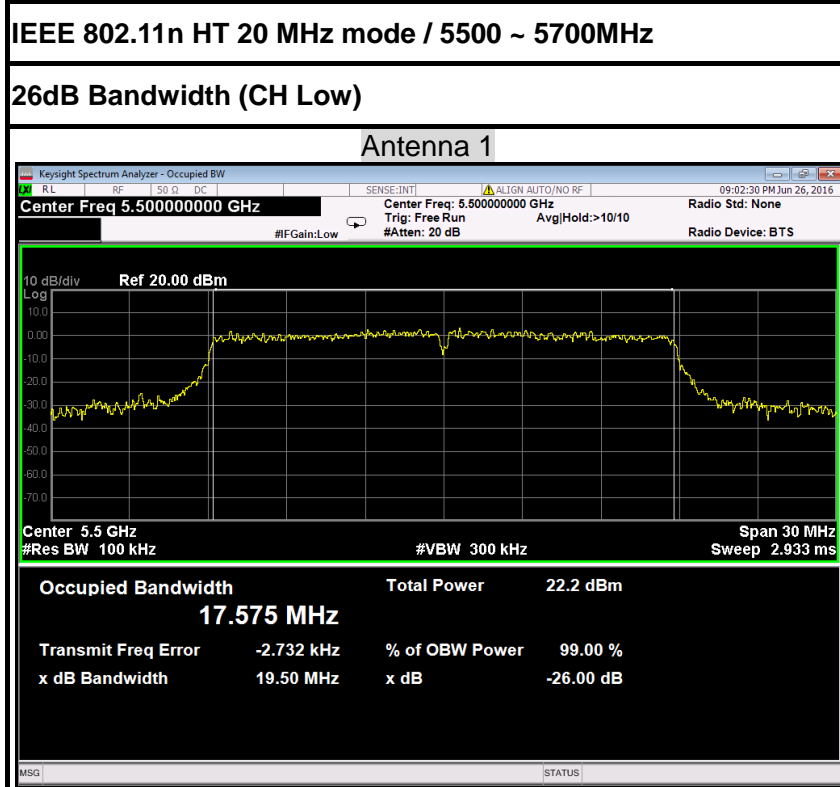 IEEE 802.11n HT 20 MHz mode / 5500 ~ 5700MHz
26dB Bandwidth (CH Low)
Antenna 1
Keysight Spectrum Analyzer - Occupied BW
LXI RL RF 50 Ω DC SENSE:INT ALIGN AUTO/NO RF 09:02:30 PM Jun 26, 2016
Center Freq 5.500000000 GHz Center Freq: 5.500000000 GHz Radio Std: None
Trig: Free Run Avg|Hold:>10/10
#IFGain:Low #Atten: 20 dB Radio Device: BTS
10 dB/div Ref 20.00 dBm
Log
10.0
0.00
-10.0
-20.0
-30.0
-40.0
-50.0
-60.0
-70.0
Center 5.5 GHz Span 30 MHz
#Res BW 100 kHz #VBW 300 kHz Sweep 2.933 ms
Occupied Bandwidth Total Power 22.2 dBm
17.575 MHz
Transmit Freq Error -2.732 kHz % of OBW Power 99.00 %
x dB Bandwidth 19.50 MHz x dB -26.00 dB
MSG STATUS